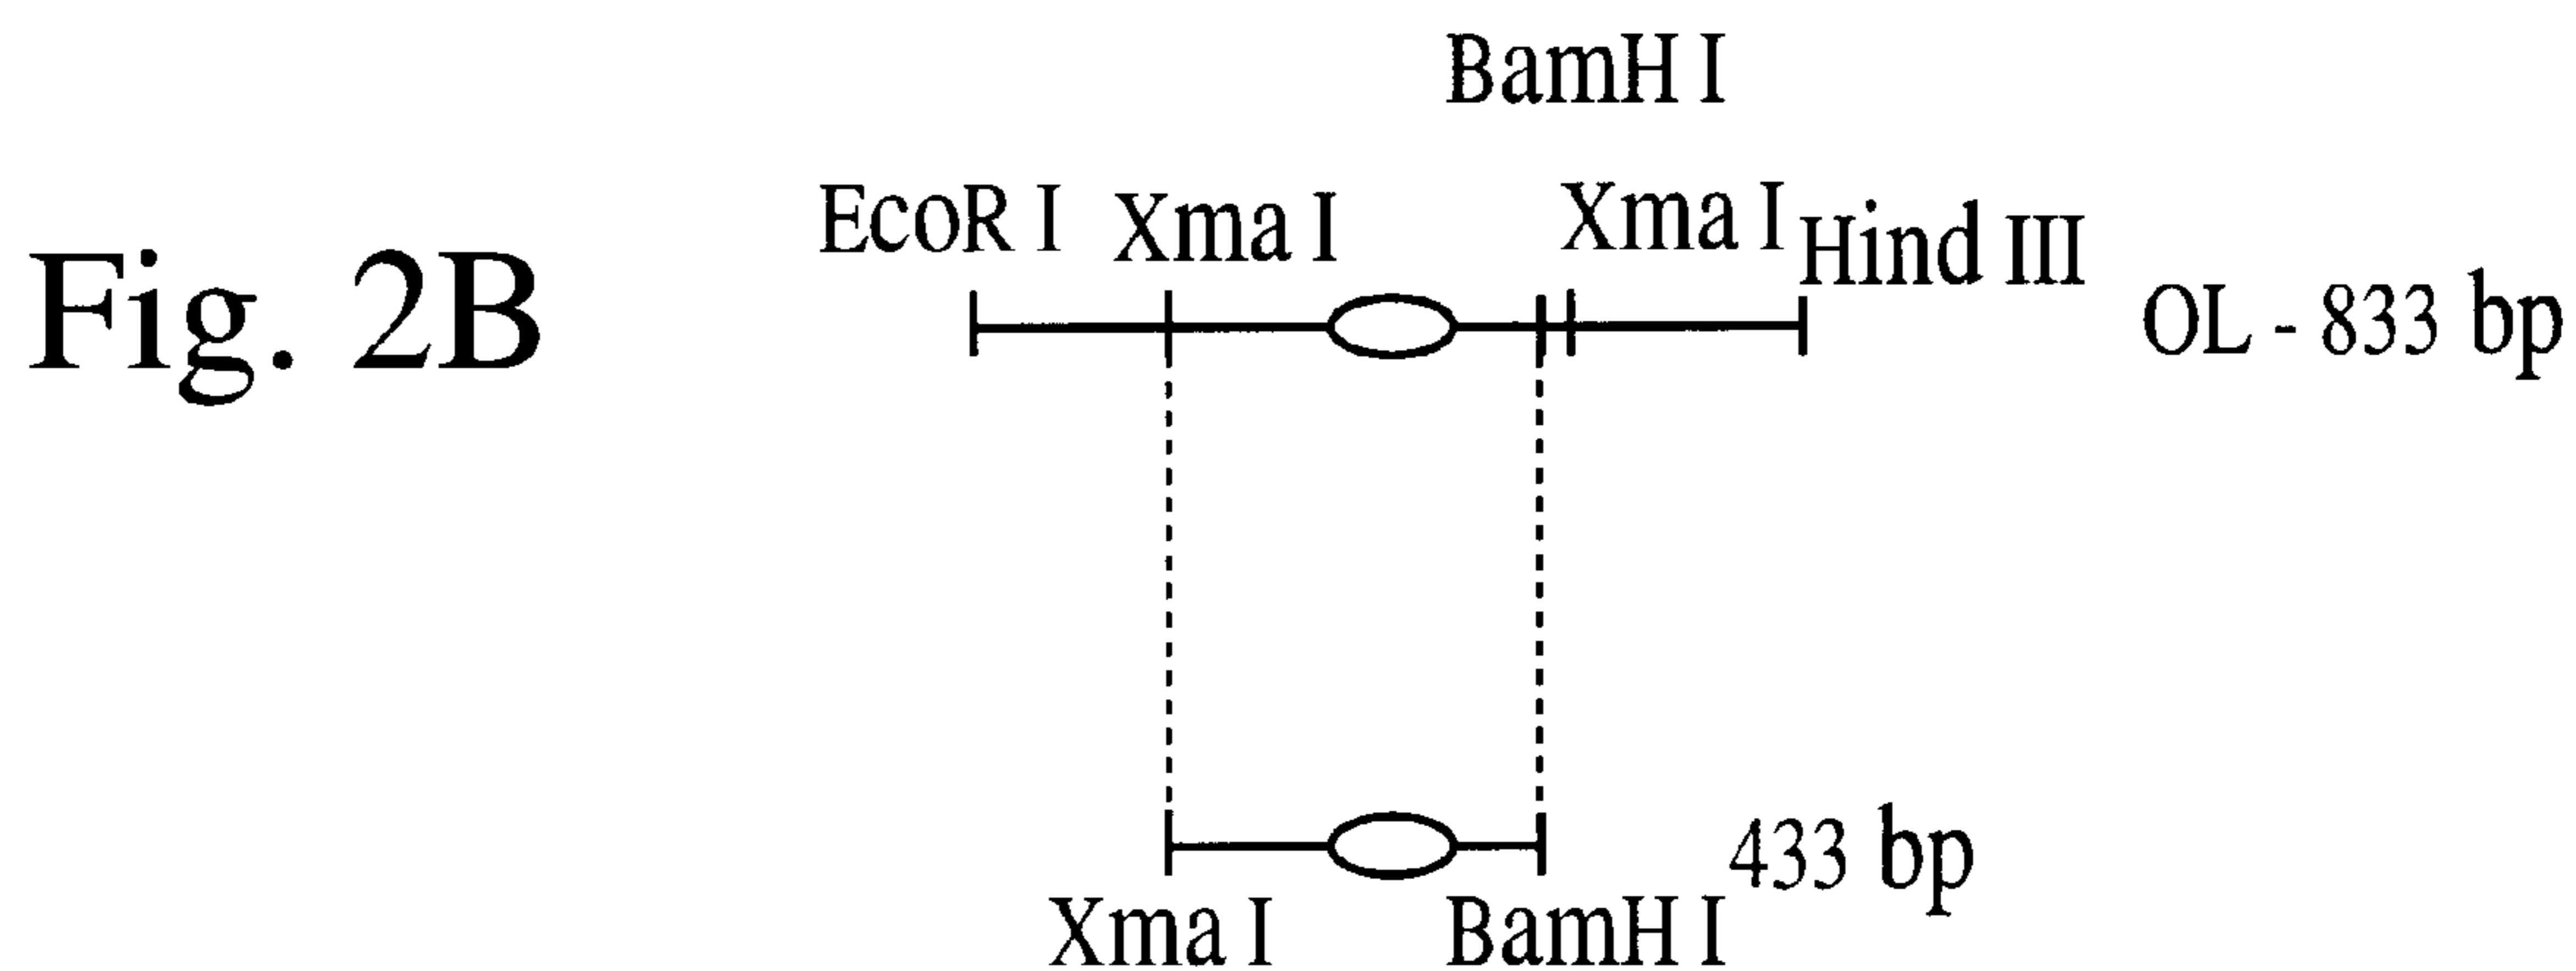 Fig. 2B
BamH I
EcoR I Xma I Xma I Hind III
OL - 833 bp
433 bp
Xma I BamH I